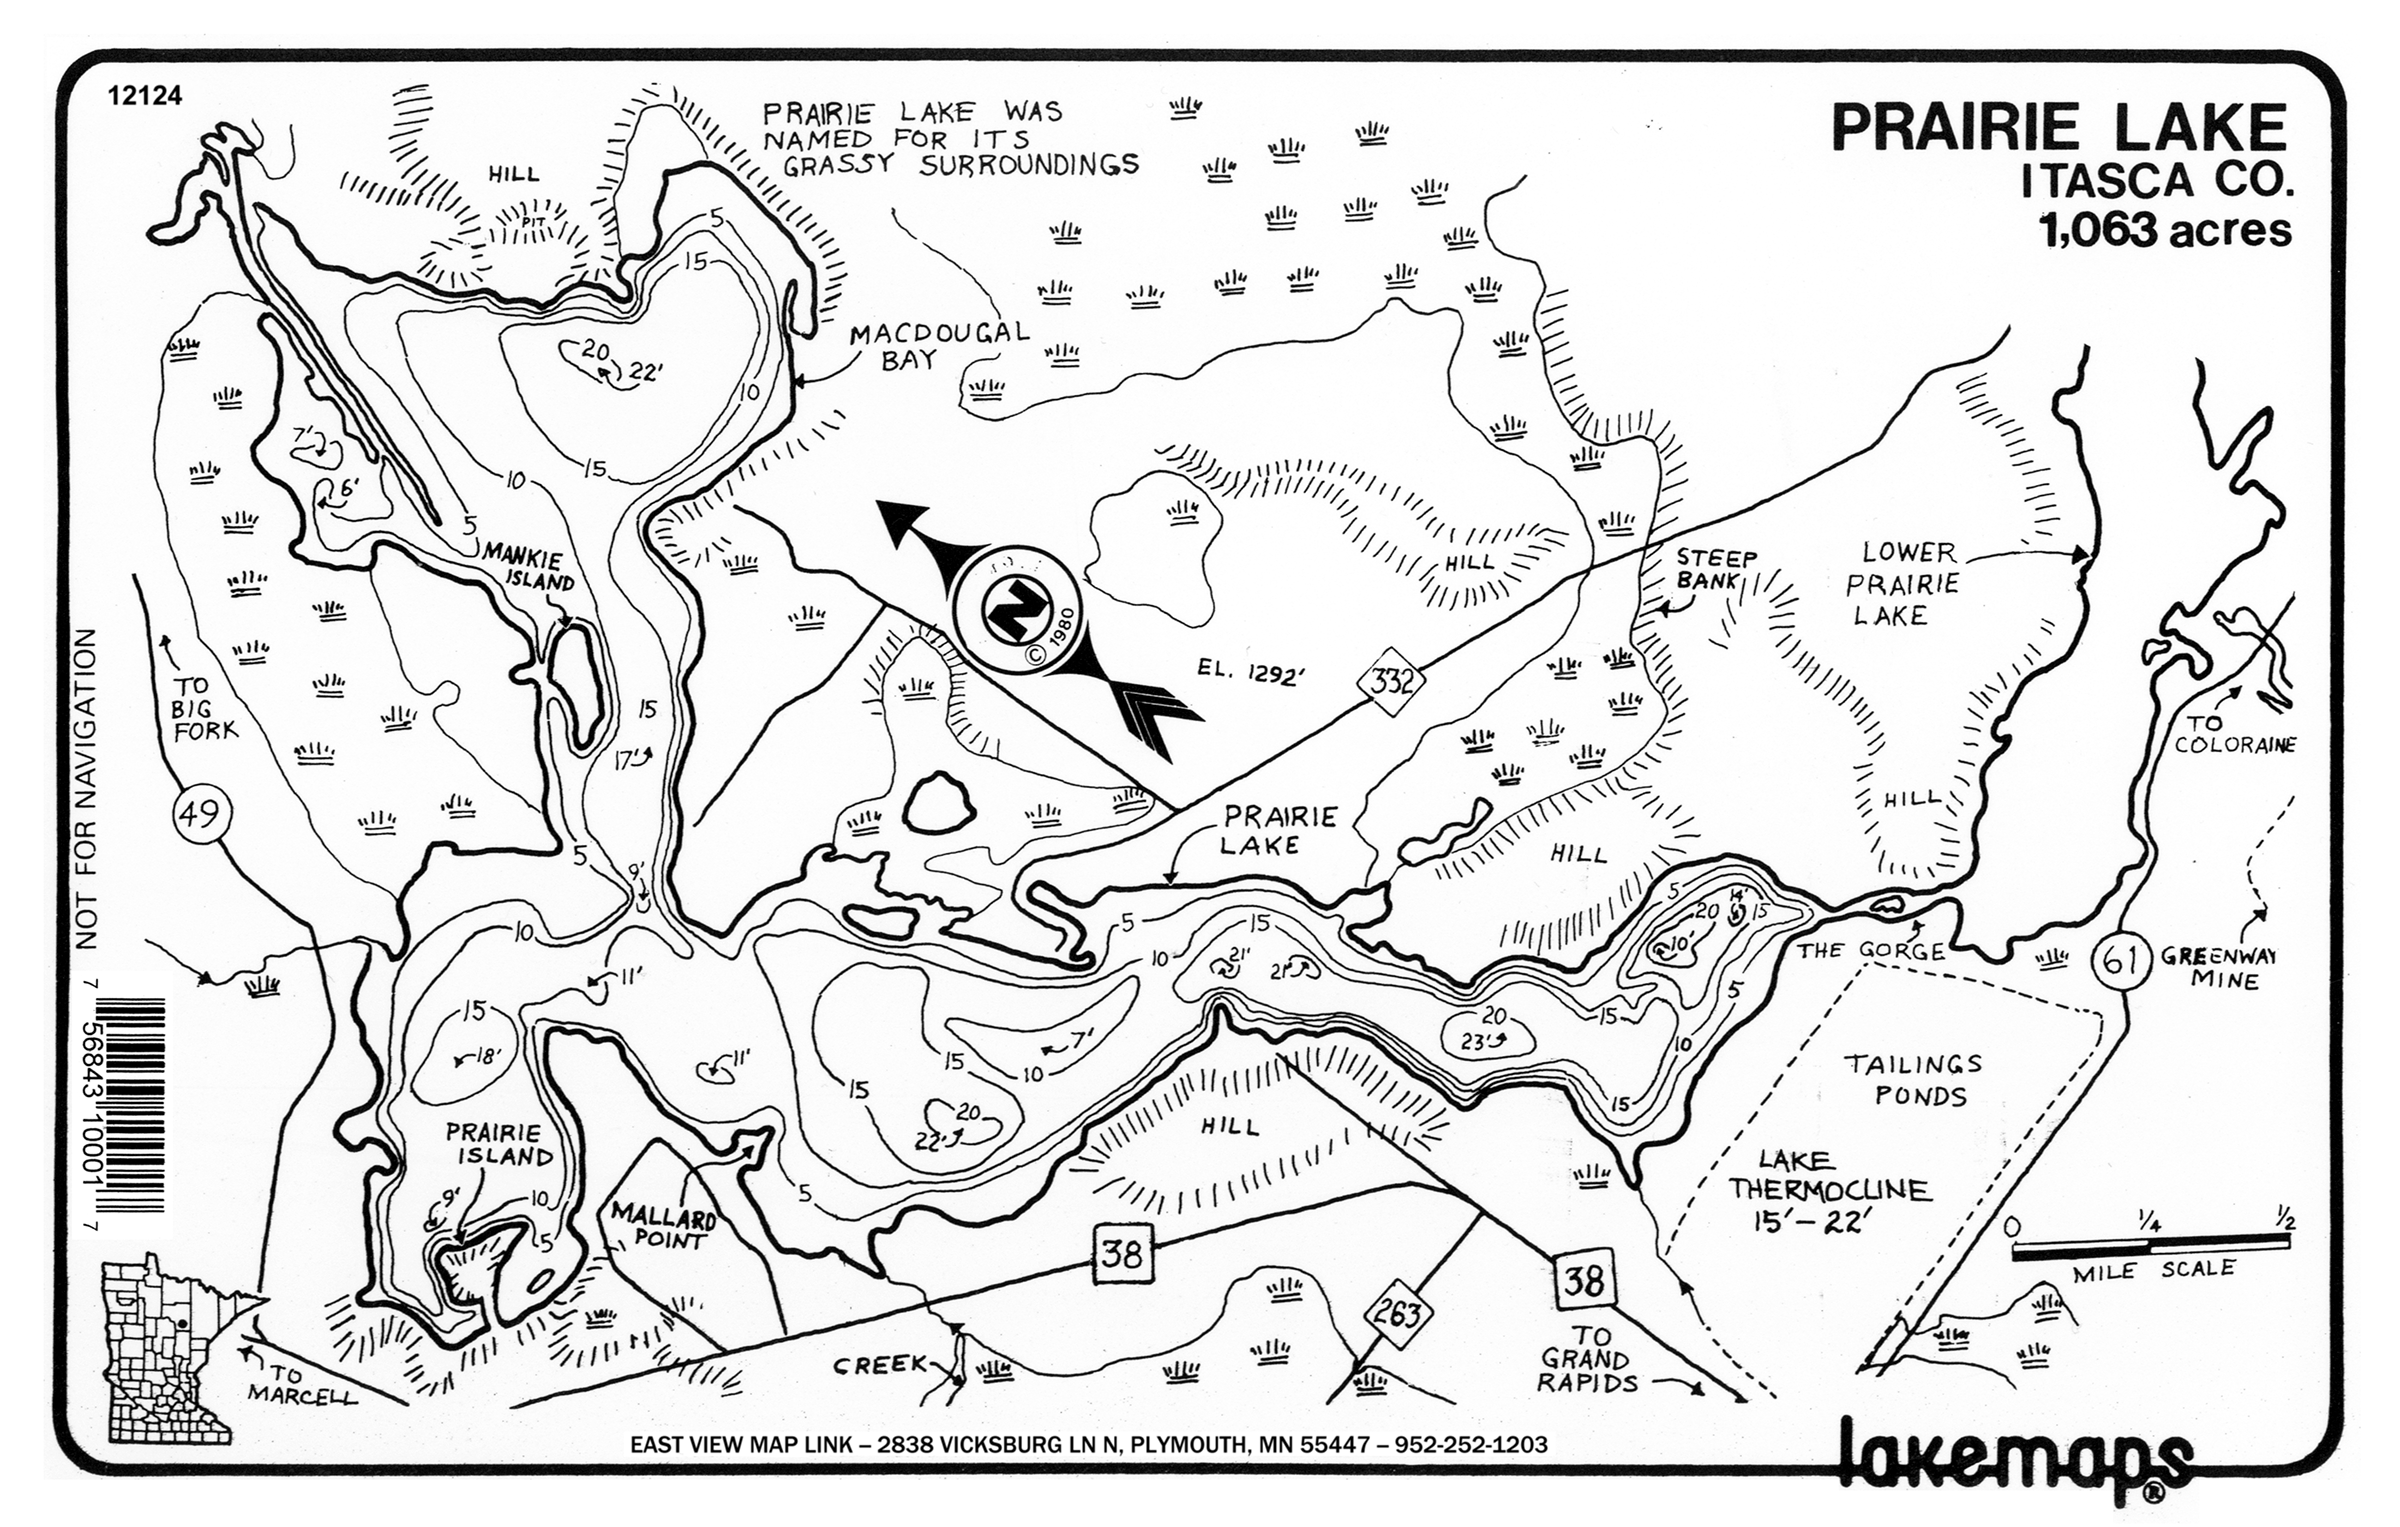 12124
PRAIRIE LAKE
ITASCA CO.
1,063 acres
PRAIRIE LAKE WAS
NAMED FOR ITS
GRASSY SURROUNDINGS
HILL
PIT
5
15
20
22'
10
MACDOUGAL
BAY
7'
6'
15
10
5
MANKIE
ISLAND
N
© 1980
HILL
STEEP
BANK
LOWER
PRAIRIE
LAKE
EL. 1292'
332
TO
BIG
FORK
49
15
17'
TO
COLORAINE
HILL
PRAIRIE
LAKE
HILL
5
9'
10
11'
5
15
10
21'
21'
5
20
14'
15
10'
THE GORGE
61
GREENWAY
MINE
15
18'
11'
15
15
10
7'
20
22'
20
23'
15
5
10
15
TAILINGS
PONDS
HILL
PRAIRIE
ISLAND
9'
10
5
MALLARD
POINT
5
LAKE
THERMOCLINE
15' – 22'
0 1/4 1/2
MILE SCALE
38
38
263
TO
GRAND
RAPIDS
CREEK
TO
MARCELL
NOT FOR NAVIGATION
7 56843 10001 7
EAST VIEW MAP LINK – 2838 VICKSBURG LN N, PLYMOUTH, MN 55447 – 952-252-1203
lakemaps®